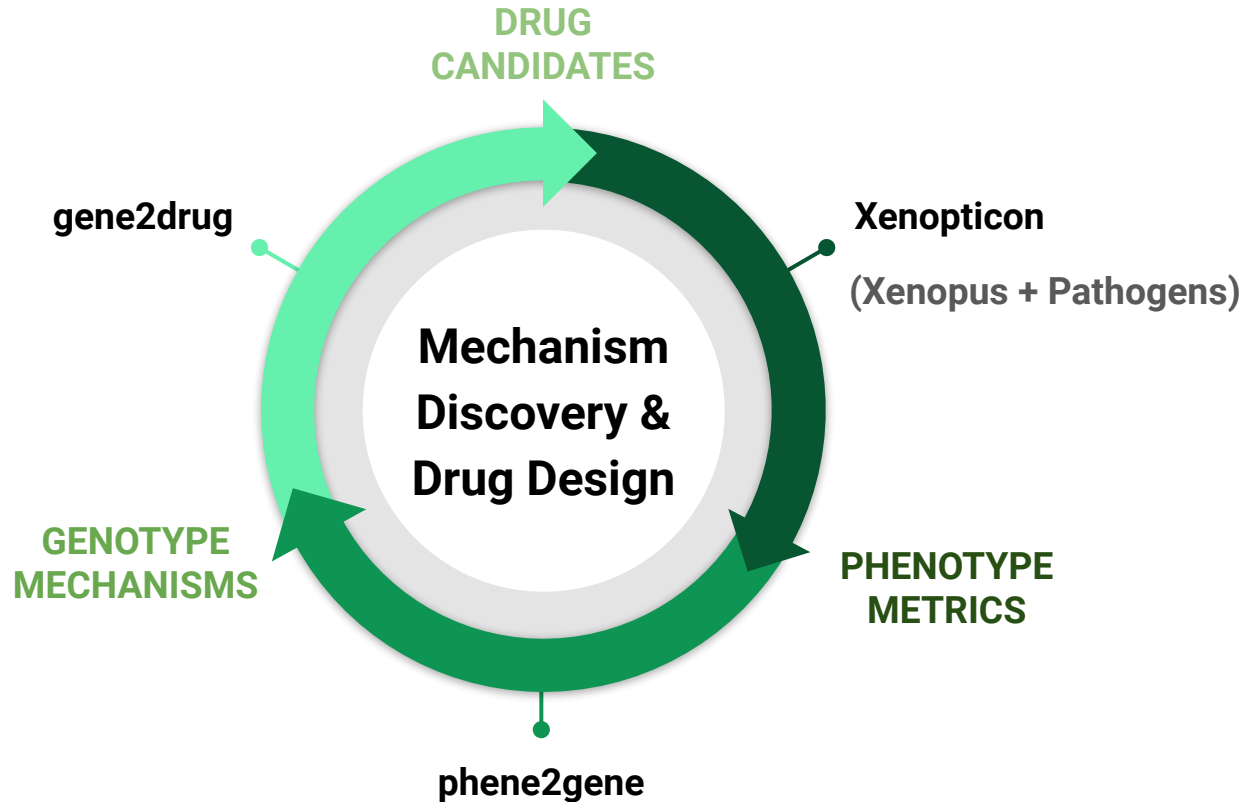 DRUG
CANDIDATES
gene2drug
Xenopticon
(Xenopus + Pathogens)
Mechanism
Discovery &
Drug Design
GENOTYPE
MECHANISMS
PHENOTYPE
METRICS
phene2gene